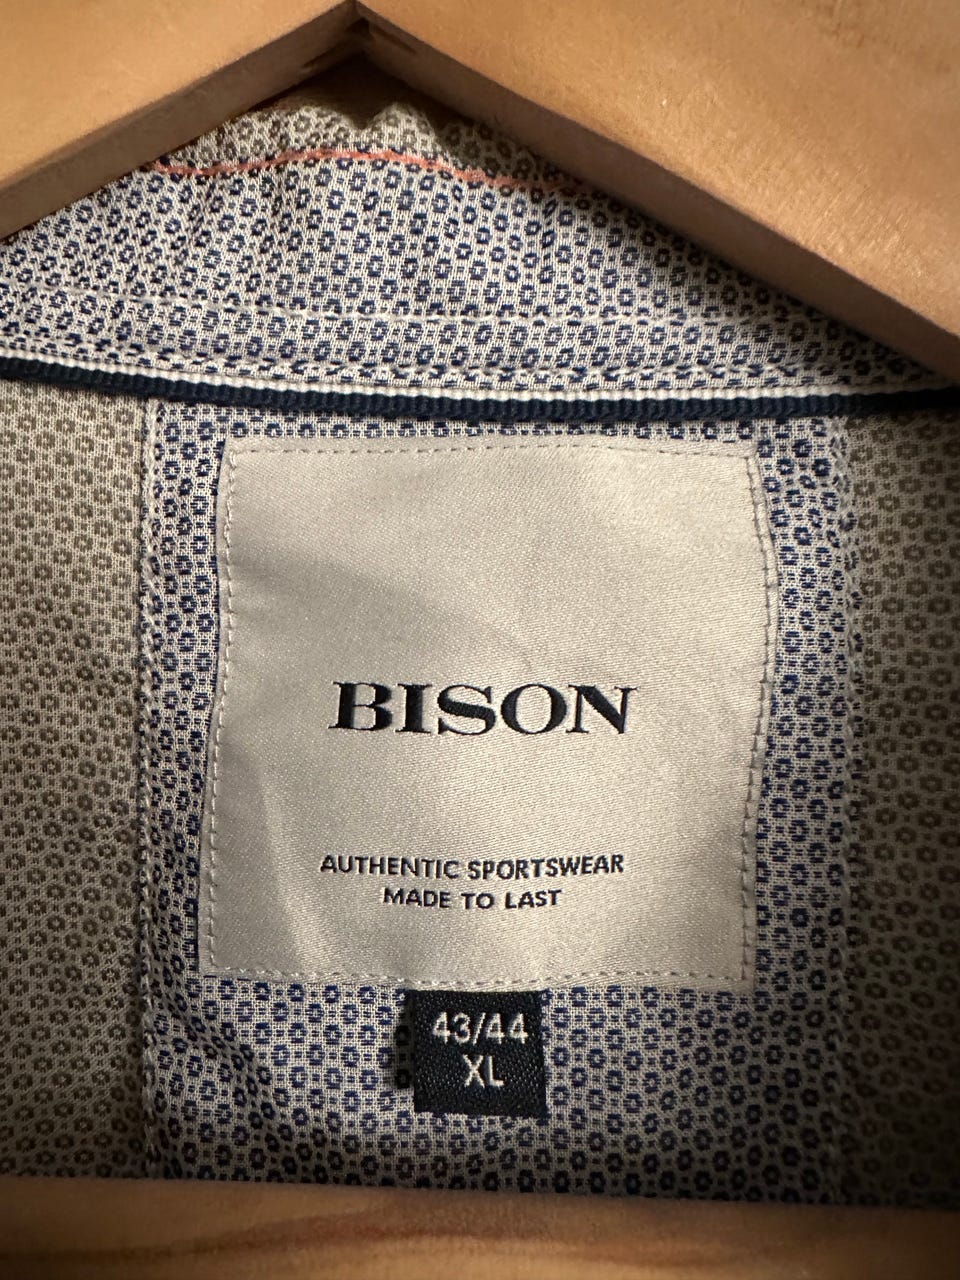 BISON
AUTHENTIC SPORTSWEAR
MADE TO LAST
43/44
XL